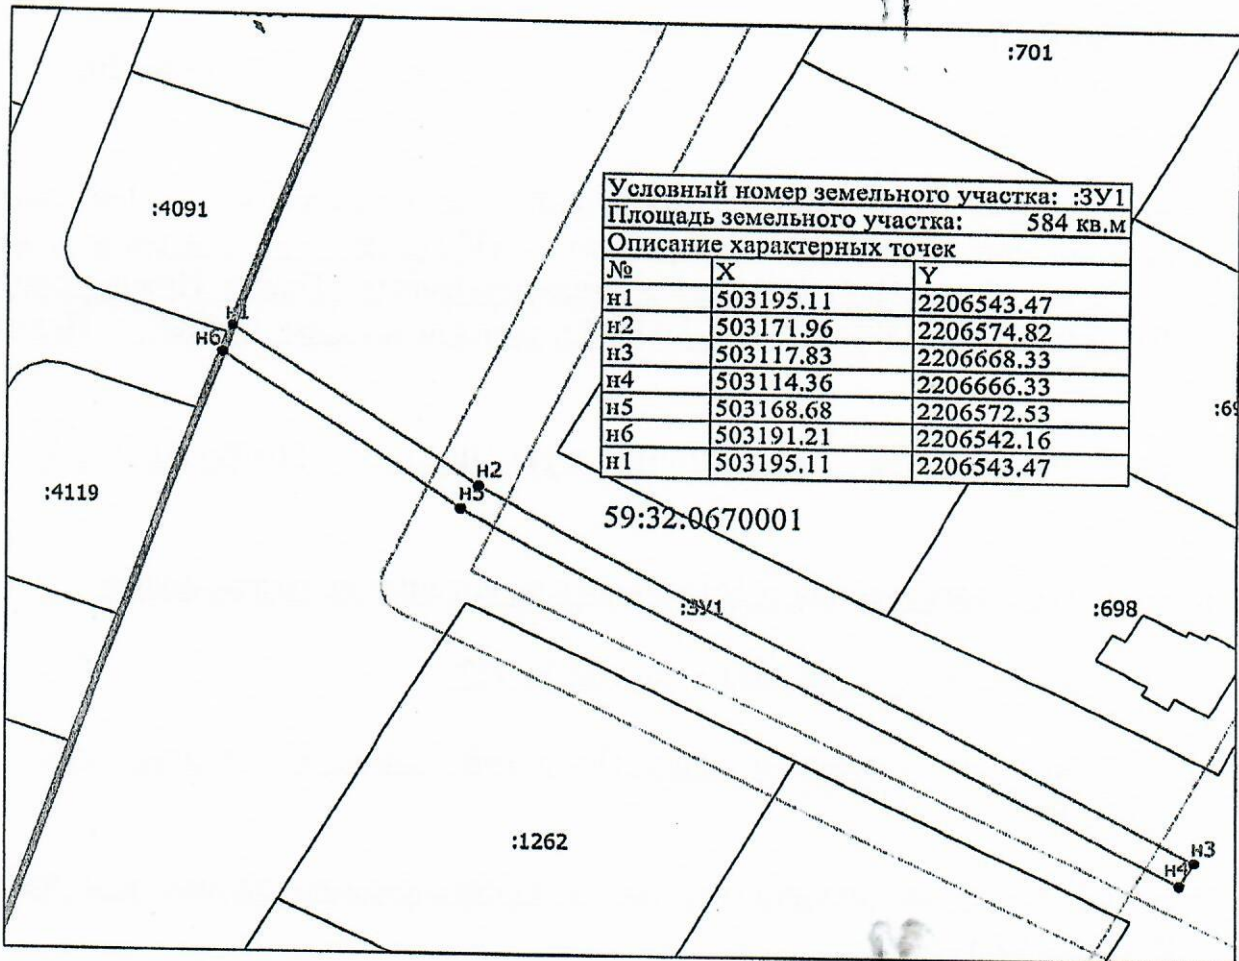 :701
:4091
Условный номер земельного участка: :ЗУ1
Площадь земельного участка: 584 кв.м
Описание характерных точек
№ X Y
н1 503195.11 2206543.47
н2 503171.96 2206574.82
н3 503117.83 2206668.33
н4 503114.36 2206666.33
н5 503168.68 2206572.53
н6 503191.21 2206542.16
н1 503195.11 2206543.47
н1
н6
:69
:4119
н2
н5
59:32:0670001
:ЗУ1
:698
:1262
н3
н4